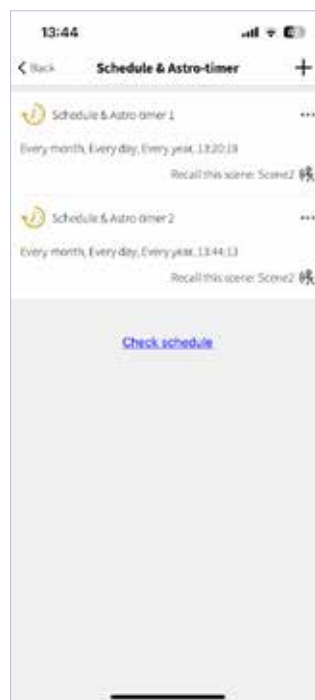 13:44
Back
Schedule & Astro-timer
+
Schedule & Astro-timer 1
Every month, Every day, Every year, 13:20:19
Recall this scene: Scene2
Schedule & Astro-timer 2
Every month, Every day, Every year, 13:44:13
Recall this scene: Scene2
Check schedule